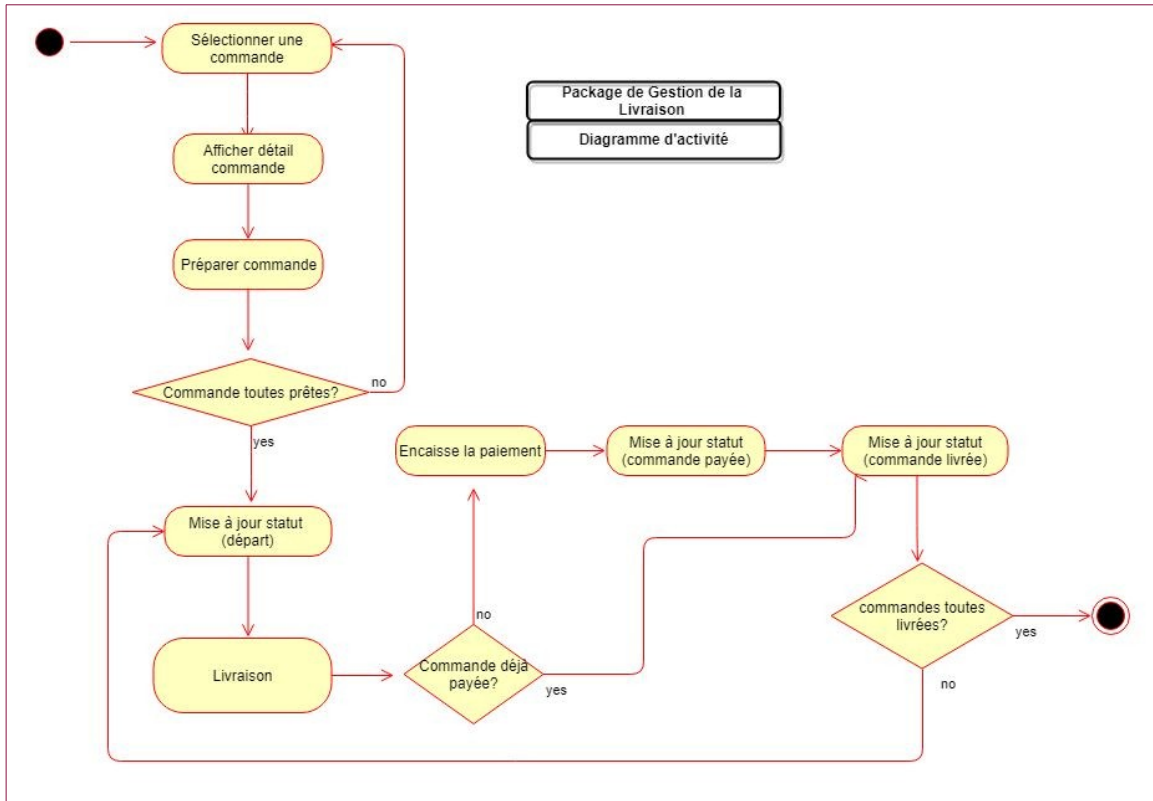 Sélectionner une
commande
Package de Gestion de la
Livraison
Diagramme d'activité
Afficher détail
commande
Préparer commande
Commande toutes prêtes?
no
yes
Encaisse la paiement
Mise à jour statut
(commande payée)
Mise à jour statut
(commande livrée)
Mise à jour statut
(départ)
no
commandes toutes
livrées?
yes
Livraison
Commande déjà
payée?
yes
no